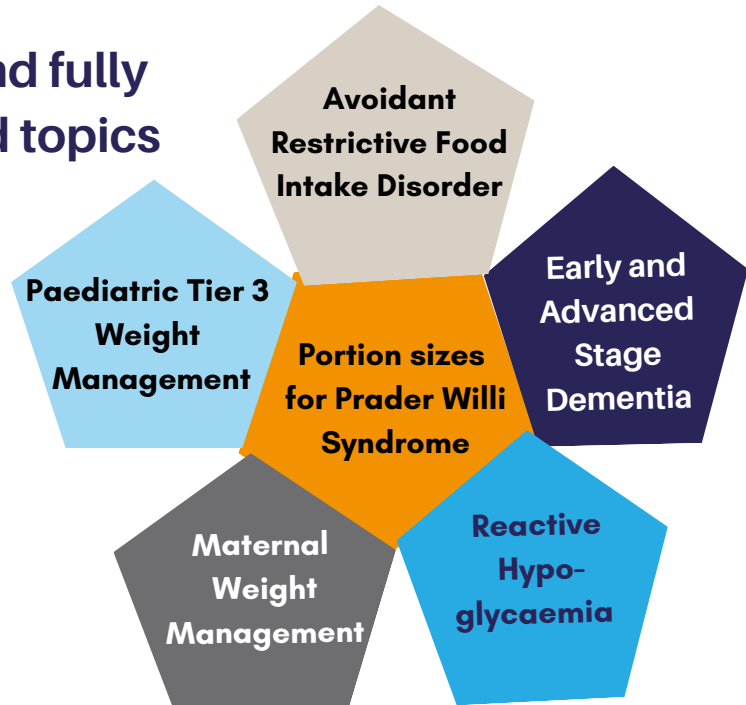 nd fully
d topics
Avoidant
Restrictive Food
Intake Disorder
Paediatric Tier 3
Weight
Management
Early and
Advanced
Stage
Dementia
Portion sizes
for Prader Willi
Syndrome
Maternal
Weight
Management
Reactive
Hypo-
glycaemia